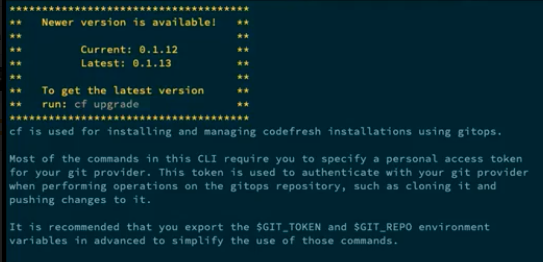 ***************************************
** Newer version is available! **
** **
** Current: 0.1.12 **
** Latest: 0.1.13 **
** **
** To get the latest version **
** run: cf upgrade **
***************************************
cf is used for installing and managing codefresh installations using gitops.
Most of the commands in this CLI require you to specify a personal access token
for your git provider. This token is used to authenticate with your git provider
when performing operations on the gitops repository, such as cloning it and
pushing changes to it.
It is recommended that you export the $GIT_TOKEN and $GIT_REPO environment
variables in advanced to simplify the use of those commands.